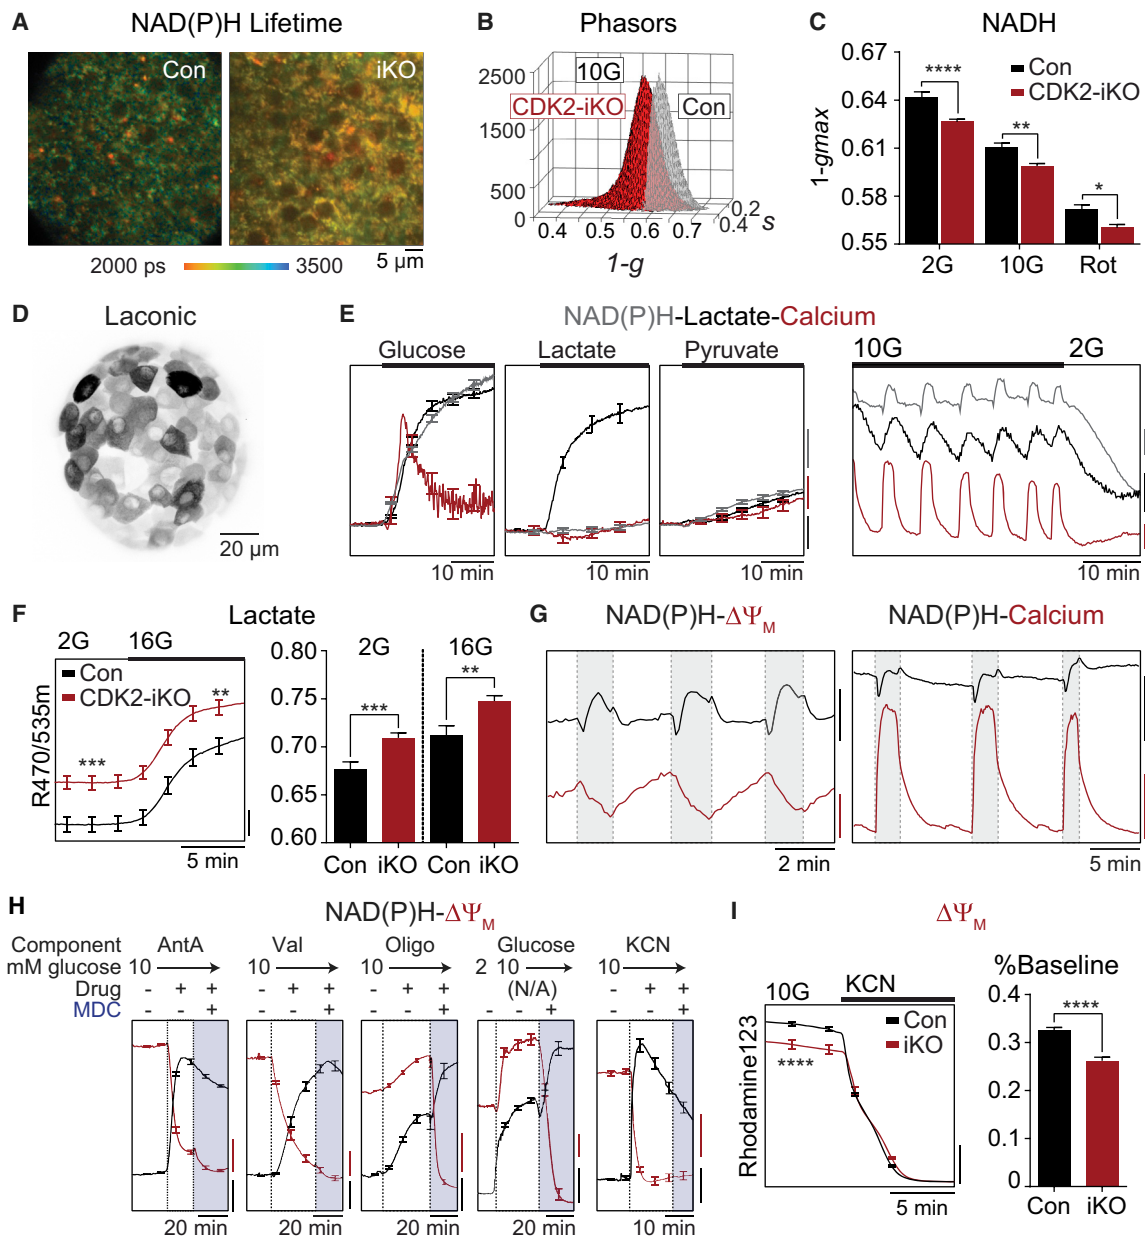 A
NAD(P)H Lifetime
Con
iKO
2000 ps
3500
5 µm
B
Phasors
2500
1500
500
0
10G
CDK2-iKO
Con
0.4
0.5
0.6
0.7
0.2
0.4
s
1-g
C
NADH
0.67
0.64
0.61
0.58
0.55
1-gmax
****
**
*
Con
CDK2-iKO
2G
10G
Rot
D
Laconic
20 µm
E
NAD(P)H-Lactate-Calcium
Glucose
Lactate
Pyruvate
10G
2G
10 min
10 min
10 min
10 min
F
Lactate
2G
16G
Con
CDK2-iKO
***
**
R470/535m
5 min
0.80
0.75
0.70
0.65
0.60
2G
16G
***
**
Con
iKO
Con
iKO
G
NAD(P)H-ΔΨM
NAD(P)H-Calcium
2 min
5 min
H
NAD(P)H-ΔΨM
Component
AntA
Val
Oligo
Glucose
KCN
mM glucose
10
10
10
2 10
10
Drug
- + +
- + +
- + +
(N/A)
- + +
MDC
- - +
- - +
- - +
- - +
- - +
20 min
20 min
20 min
20 min
10 min
I
ΔΨM
10G
KCN
Con
iKO
****
Rhodamine123
5 min
%Baseline
0.4
0.3
0.2
0.1
0
****
Con
iKO